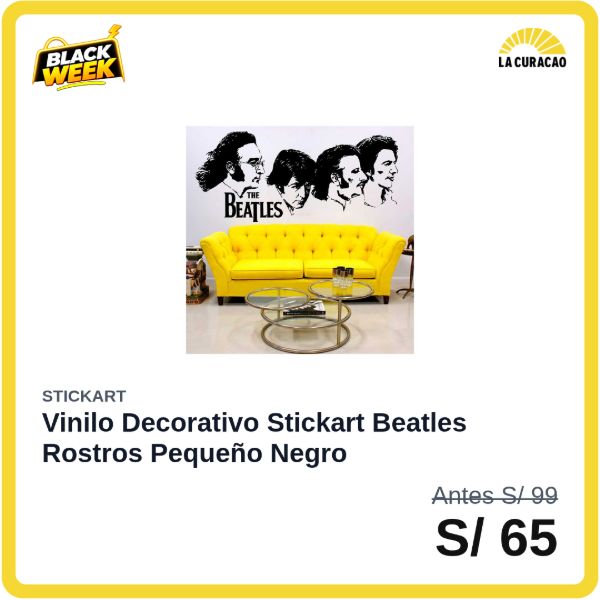 BLACK
WEEK
LA CURACAO
THE
BEATLES
STICKART
Vinilo Decorativo Stickart Beatles
Rostros Pequeño Negro
Antes S/ 99
S/ 65